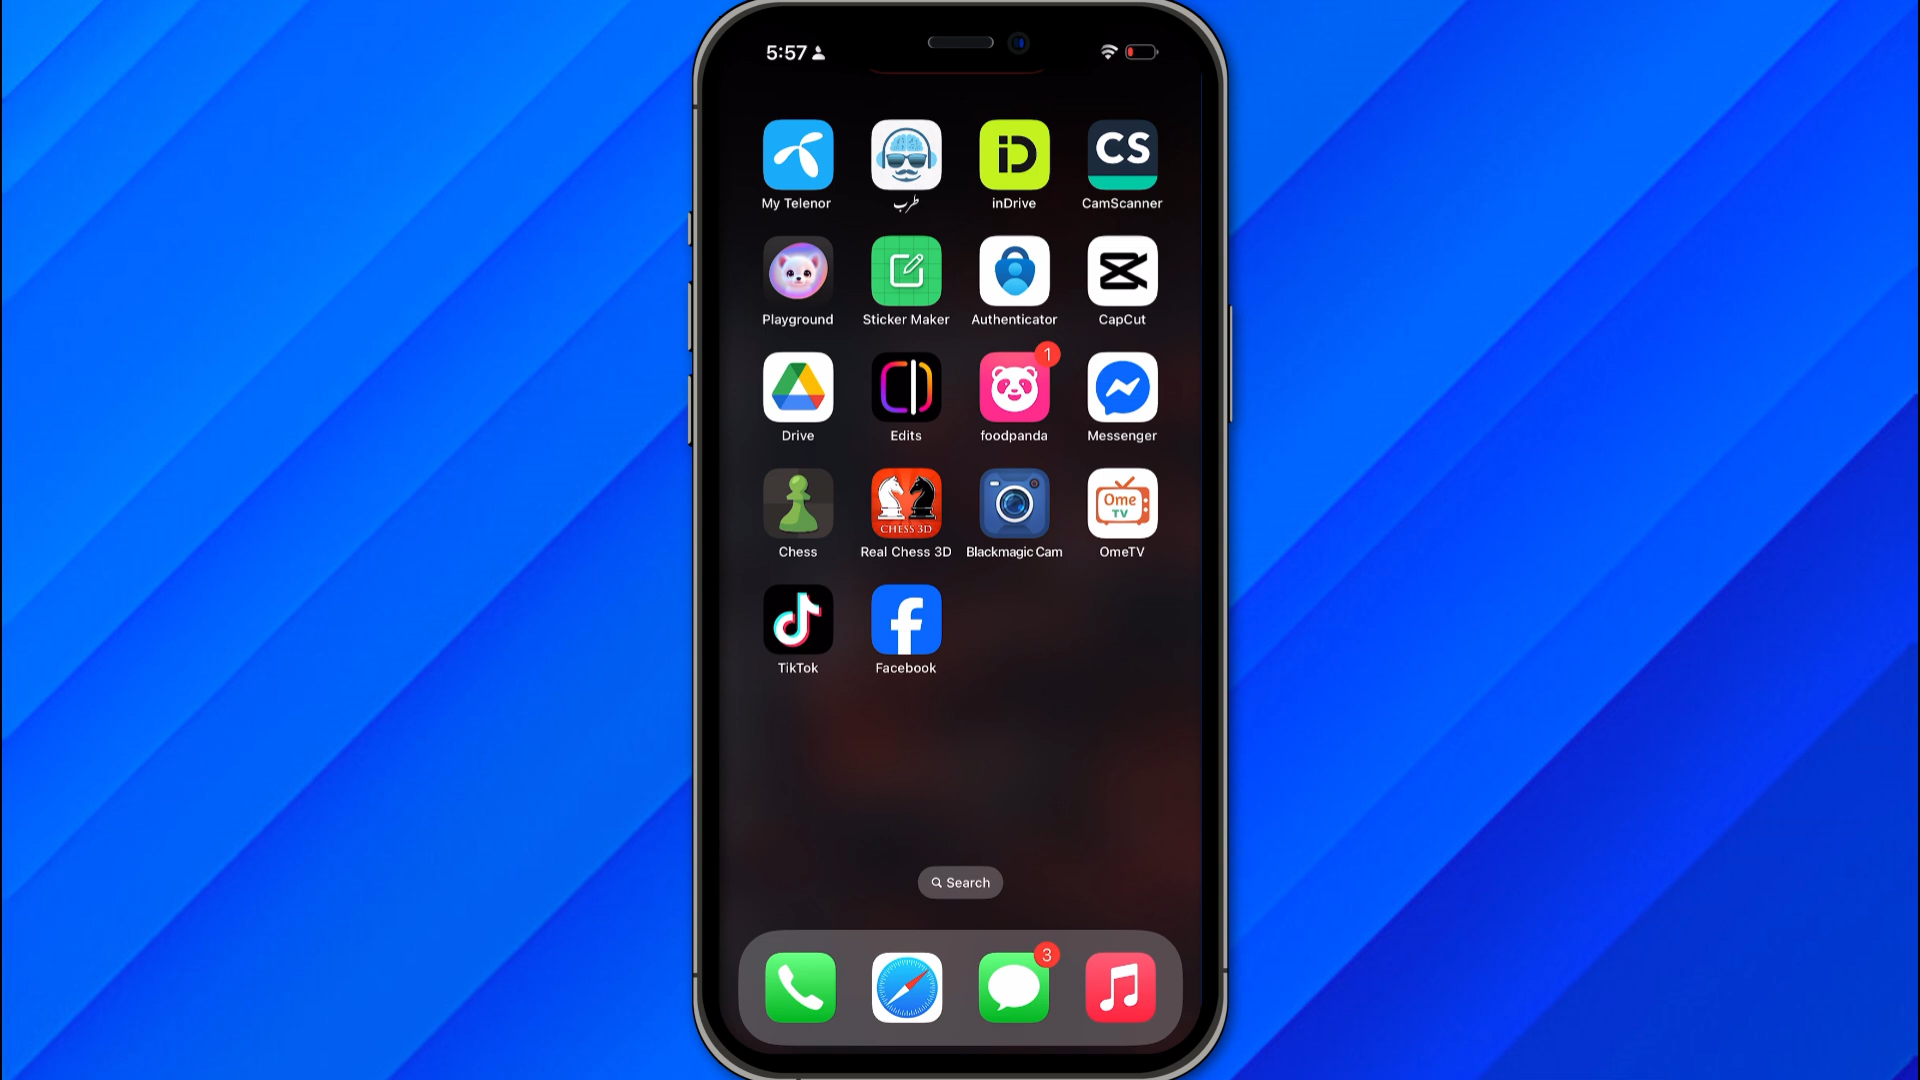 5:57
My Telenor
طرب
iD
inDrive
CS
CamScanner
Playground
Sticker Maker
Authenticator
CapCut
Drive
Edits
1
foodpanda
Messenger
Chess
CHESS 3D
Real Chess 3D
Blackmagic Cam
Ome
TV
OmeTV
TikTok
f
Facebook
Search
3